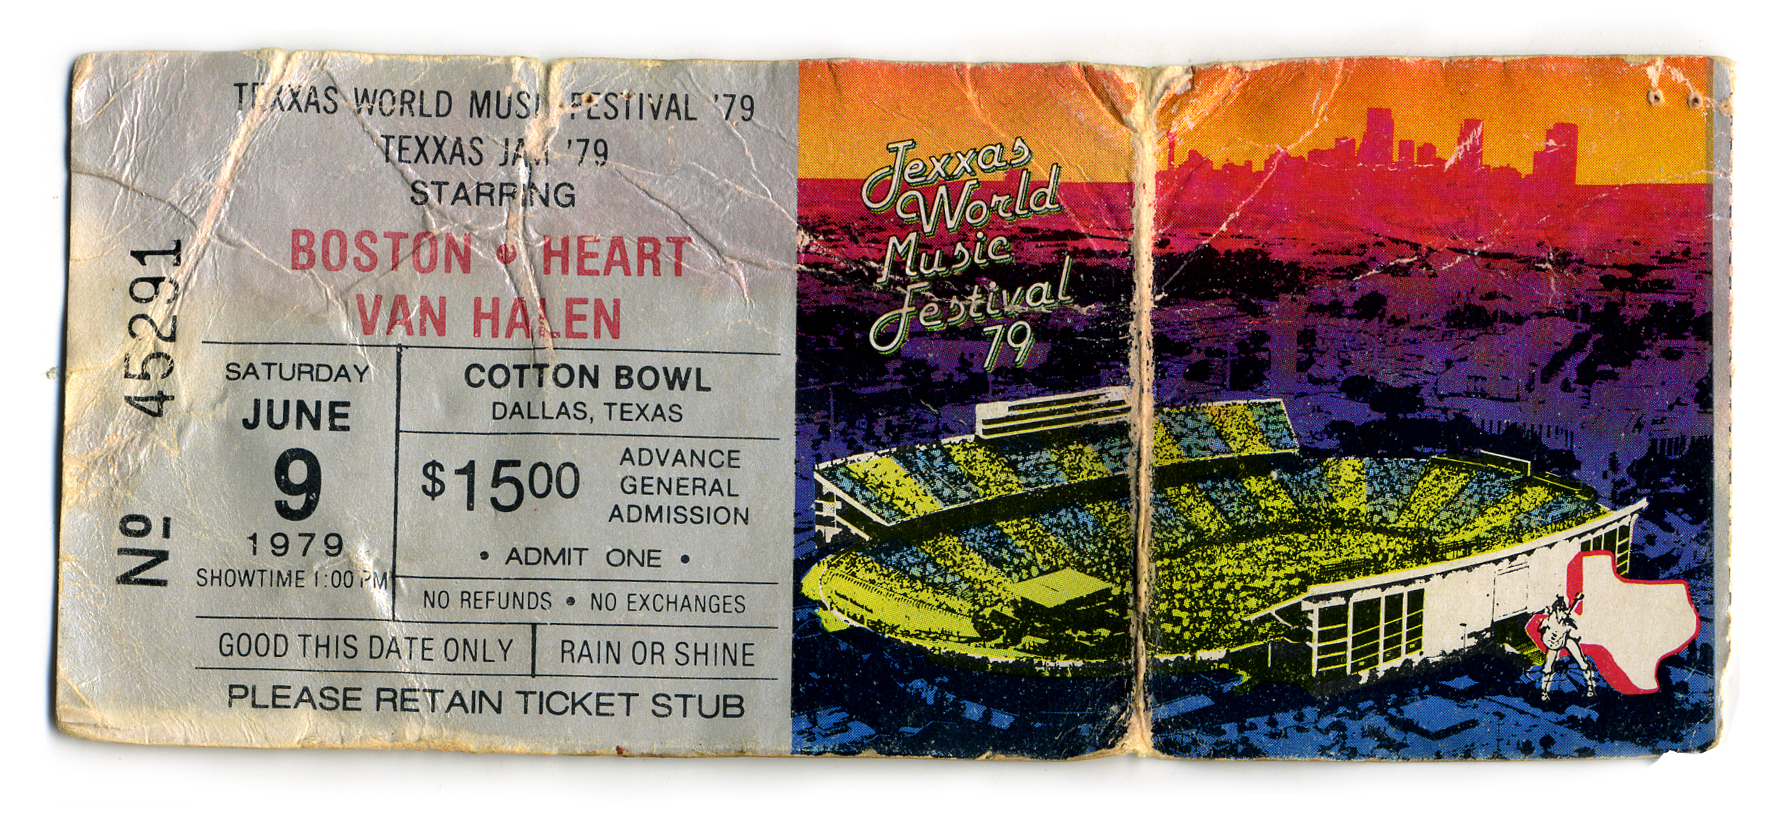 TEXXAS WORLD MUSIC FESTIVAL '79
TEXXAS JAM '79
STARRING
BOSTON • HEART
VAN HALEN
Nº 45291
SATURDAY
JUNE
9
1979
SHOWTIME 1:00 PM
COTTON BOWL
DALLAS, TEXAS
$1500
ADVANCE
GENERAL
ADMISSION
• ADMIT ONE •
NO REFUNDS • NO EXCHANGES
GOOD THIS DATE ONLY
RAIN OR SHINE
PLEASE RETAIN TICKET STUB
Texxas
World
Music
Festival
79